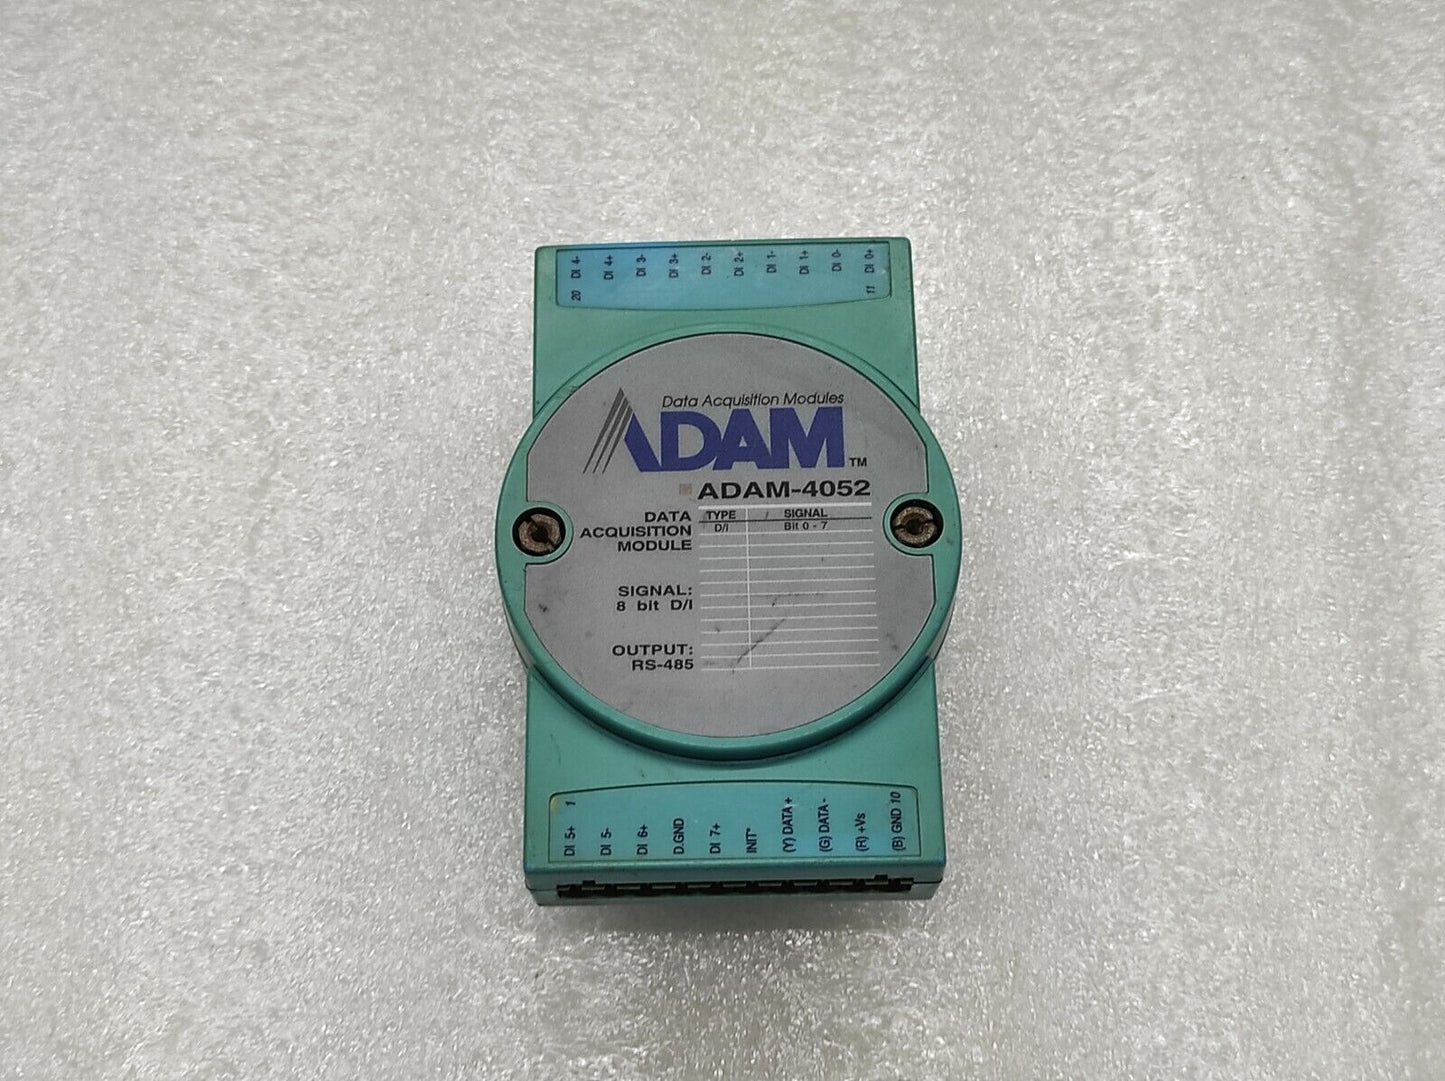 DI 4- DI 4+ DI 3- DI 3+ DI 2- DI 2+ DI 1- DI 1+ DI 0- DI 0+
20 11
Data Acquisition Modules
ADAM™
ADAM-4052
DATA
ACQUISITION
MODULE
TYPE / SIGNAL
D/I Bit 0 - 7
SIGNAL:
8 bit D/I
OUTPUT:
RS-485
1 10
DI 5+ DI 5- DI 6+ D.GND DI 7+ INIT* (Y) DATA + (G) DATA - (R) +Vs (B) GND